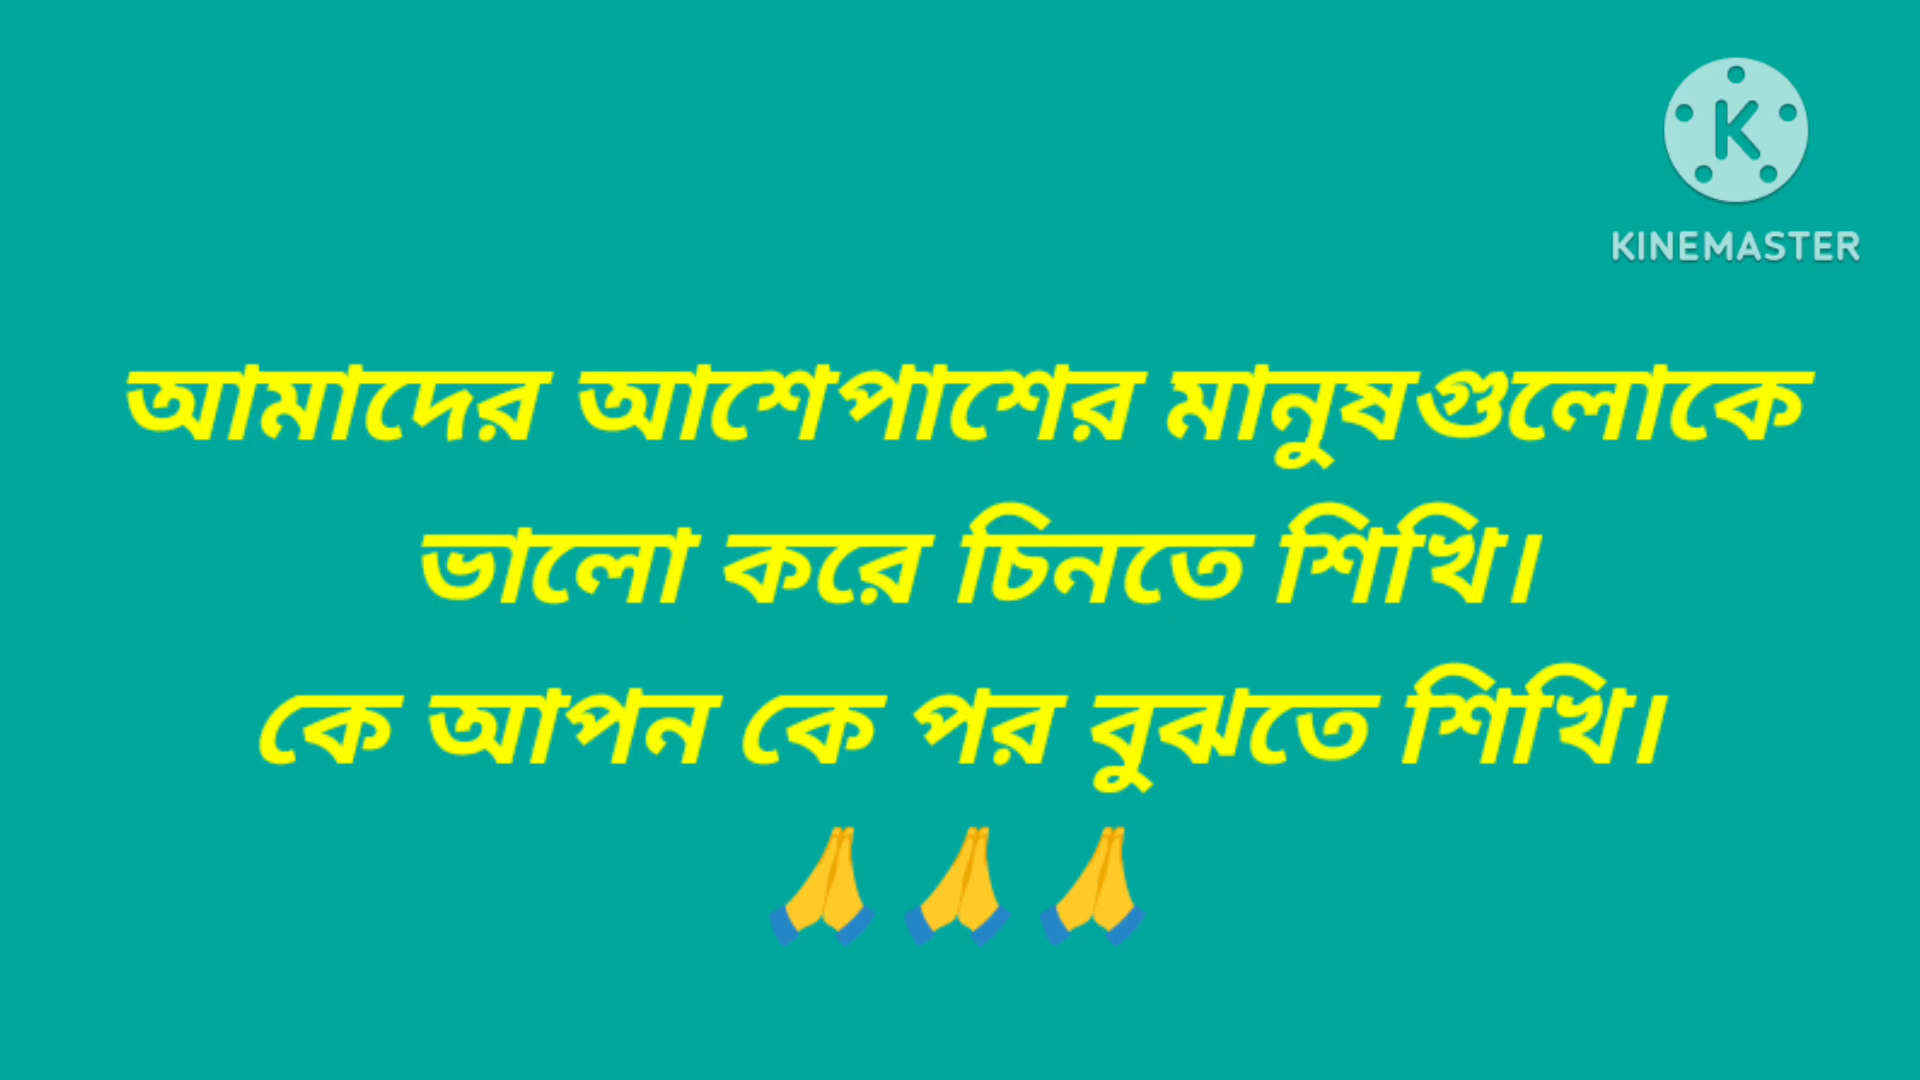 KINEMASTER
আমাদের আশেপাশের মানুষগুলোকে
ভালো করে চিনতে শিখি।
কে আপন কে পর বুঝতে শিখি।
🙏🙏🙏